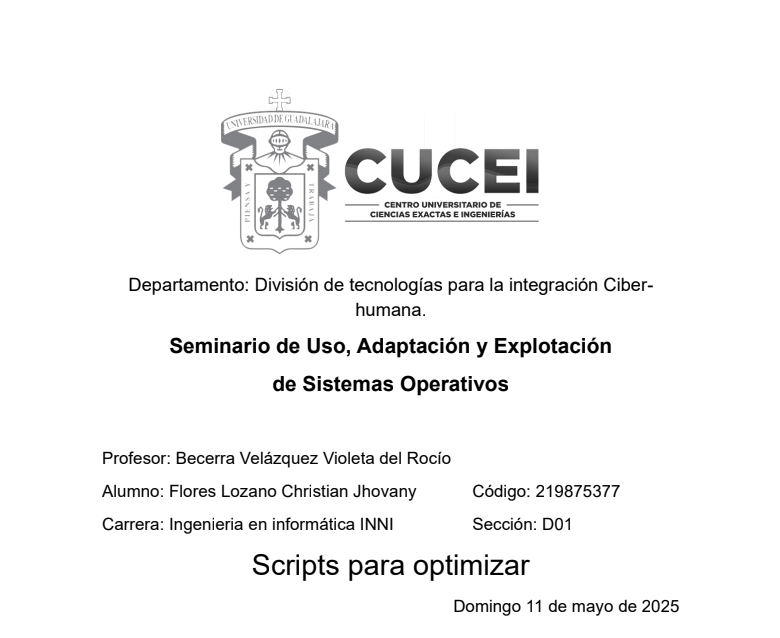 UNIVERSIDAD DE GUADALAJARA
PIENSA Y
TRABAJA
CUCEI
CENTRO UNIVERSITARIO DE
CIENCIAS EXACTAS E INGENIERÍAS
Departamento: División de tecnologías para la integración Ciber-
humana.
Seminario de Uso, Adaptación y Explotación
de Sistemas Operativos
Profesor: Becerra Velázquez Violeta del Rocío
Alumno: Flores Lozano Christian Jhovany Código: 219875377
Carrera: Ingenieria en informática INNI Sección: D01
Scripts para optimizar
Domingo 11 de mayo de 2025